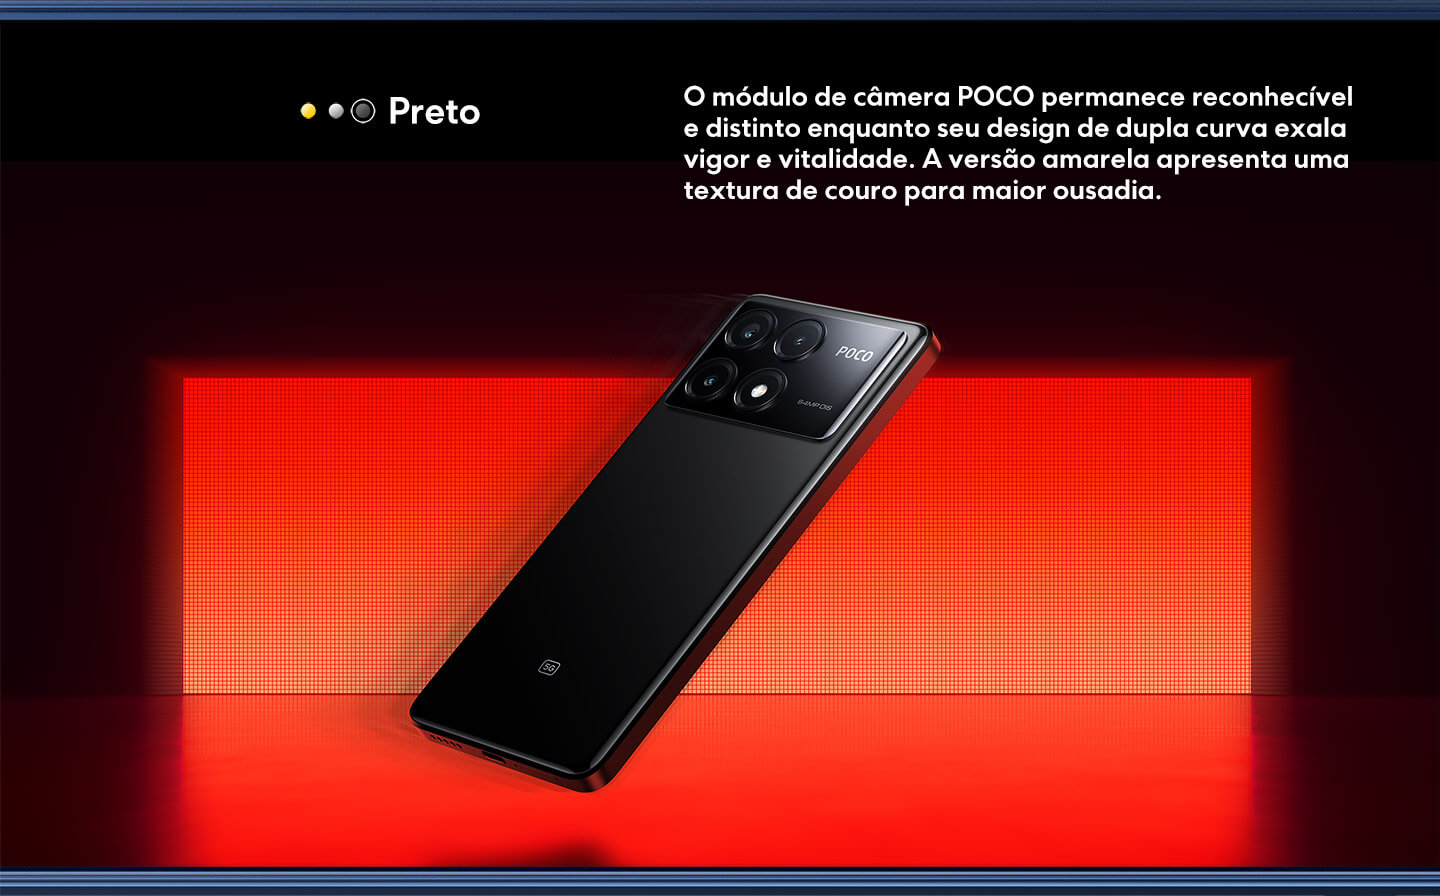 Preto
O módulo de câmera POCO permanece reconhecível
e distinto enquanto seu design de dupla curva exala
vigor e vitalidade. A versão amarela apresenta uma
textura de couro para maior ousadia.
POCO
64MP OIS
5G